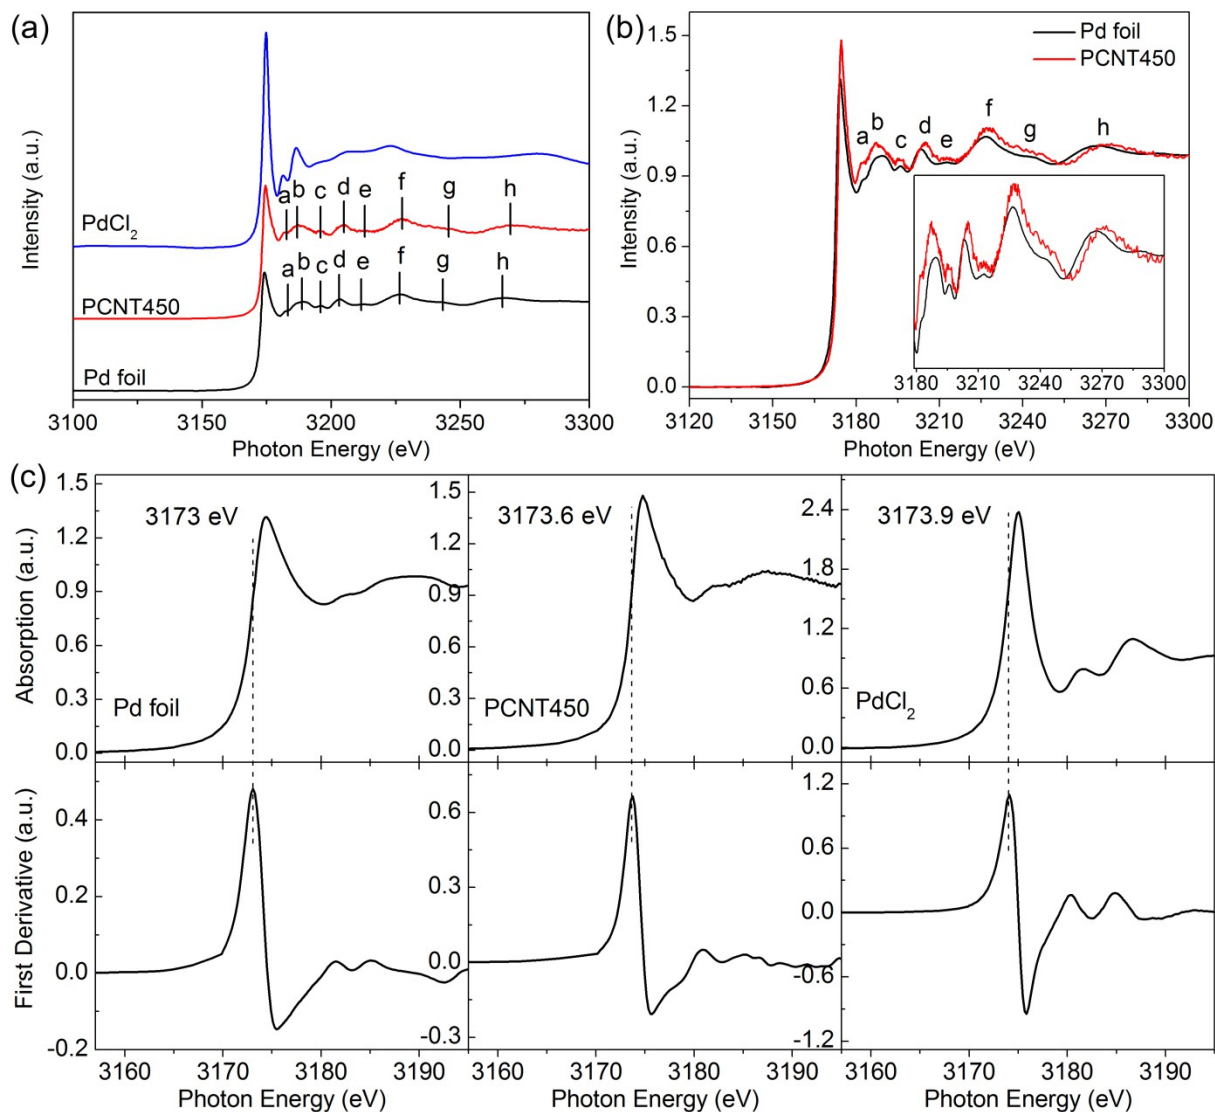 (a)
Intensity (a.u.)
PdCl2
a b c d e f g h
PCNT450
a b c d e f g h
Pd foil
3100 3150 3200 3250 3300
Photon Energy (eV)
(b)
Intensity (a.u.)
1.5
1.2
0.9
0.6
0.3
0.0
Pd foil
PCNT450
a b c d e f g h
3180 3210 3240 3270 3300
3120 3150 3180 3210 3240 3270 3300
Photon Energy (eV)
(c)
Absorption (a.u.)
1.5
1.2
0.9
0.6
0.3
0.0
3173 eV
Pd foil
1.5
1.2
0.9
0.6
0.3
0.0
3173.6 eV
PCNT450
2.4
1.8
1.2
0.6
0.0
3173.9 eV
PdCl2
First Derivative (a.u.)
0.4
0.2
0.0
-0.2
3160 3170 3180 3190
Photon Energy (eV)
0.6
0.3
0.0
-0.3
3160 3170 3180 3190
Photon Energy (eV)
1.2
0.6
0.0
-0.6
-1.2
3160 3170 3180 3190
Photon Energy (eV)